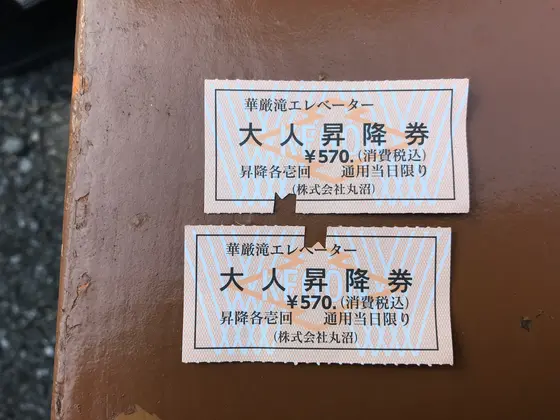 華厳滝エレベーター
大人昇降券
¥570.(消費税込)
昇降各壱回 通用当日限り
(株式会社丸沼)
華厳滝エレベーター
大人昇降券
¥570.(消費税込)
昇降各壱回 通用当日限り
(株式会社丸沼)